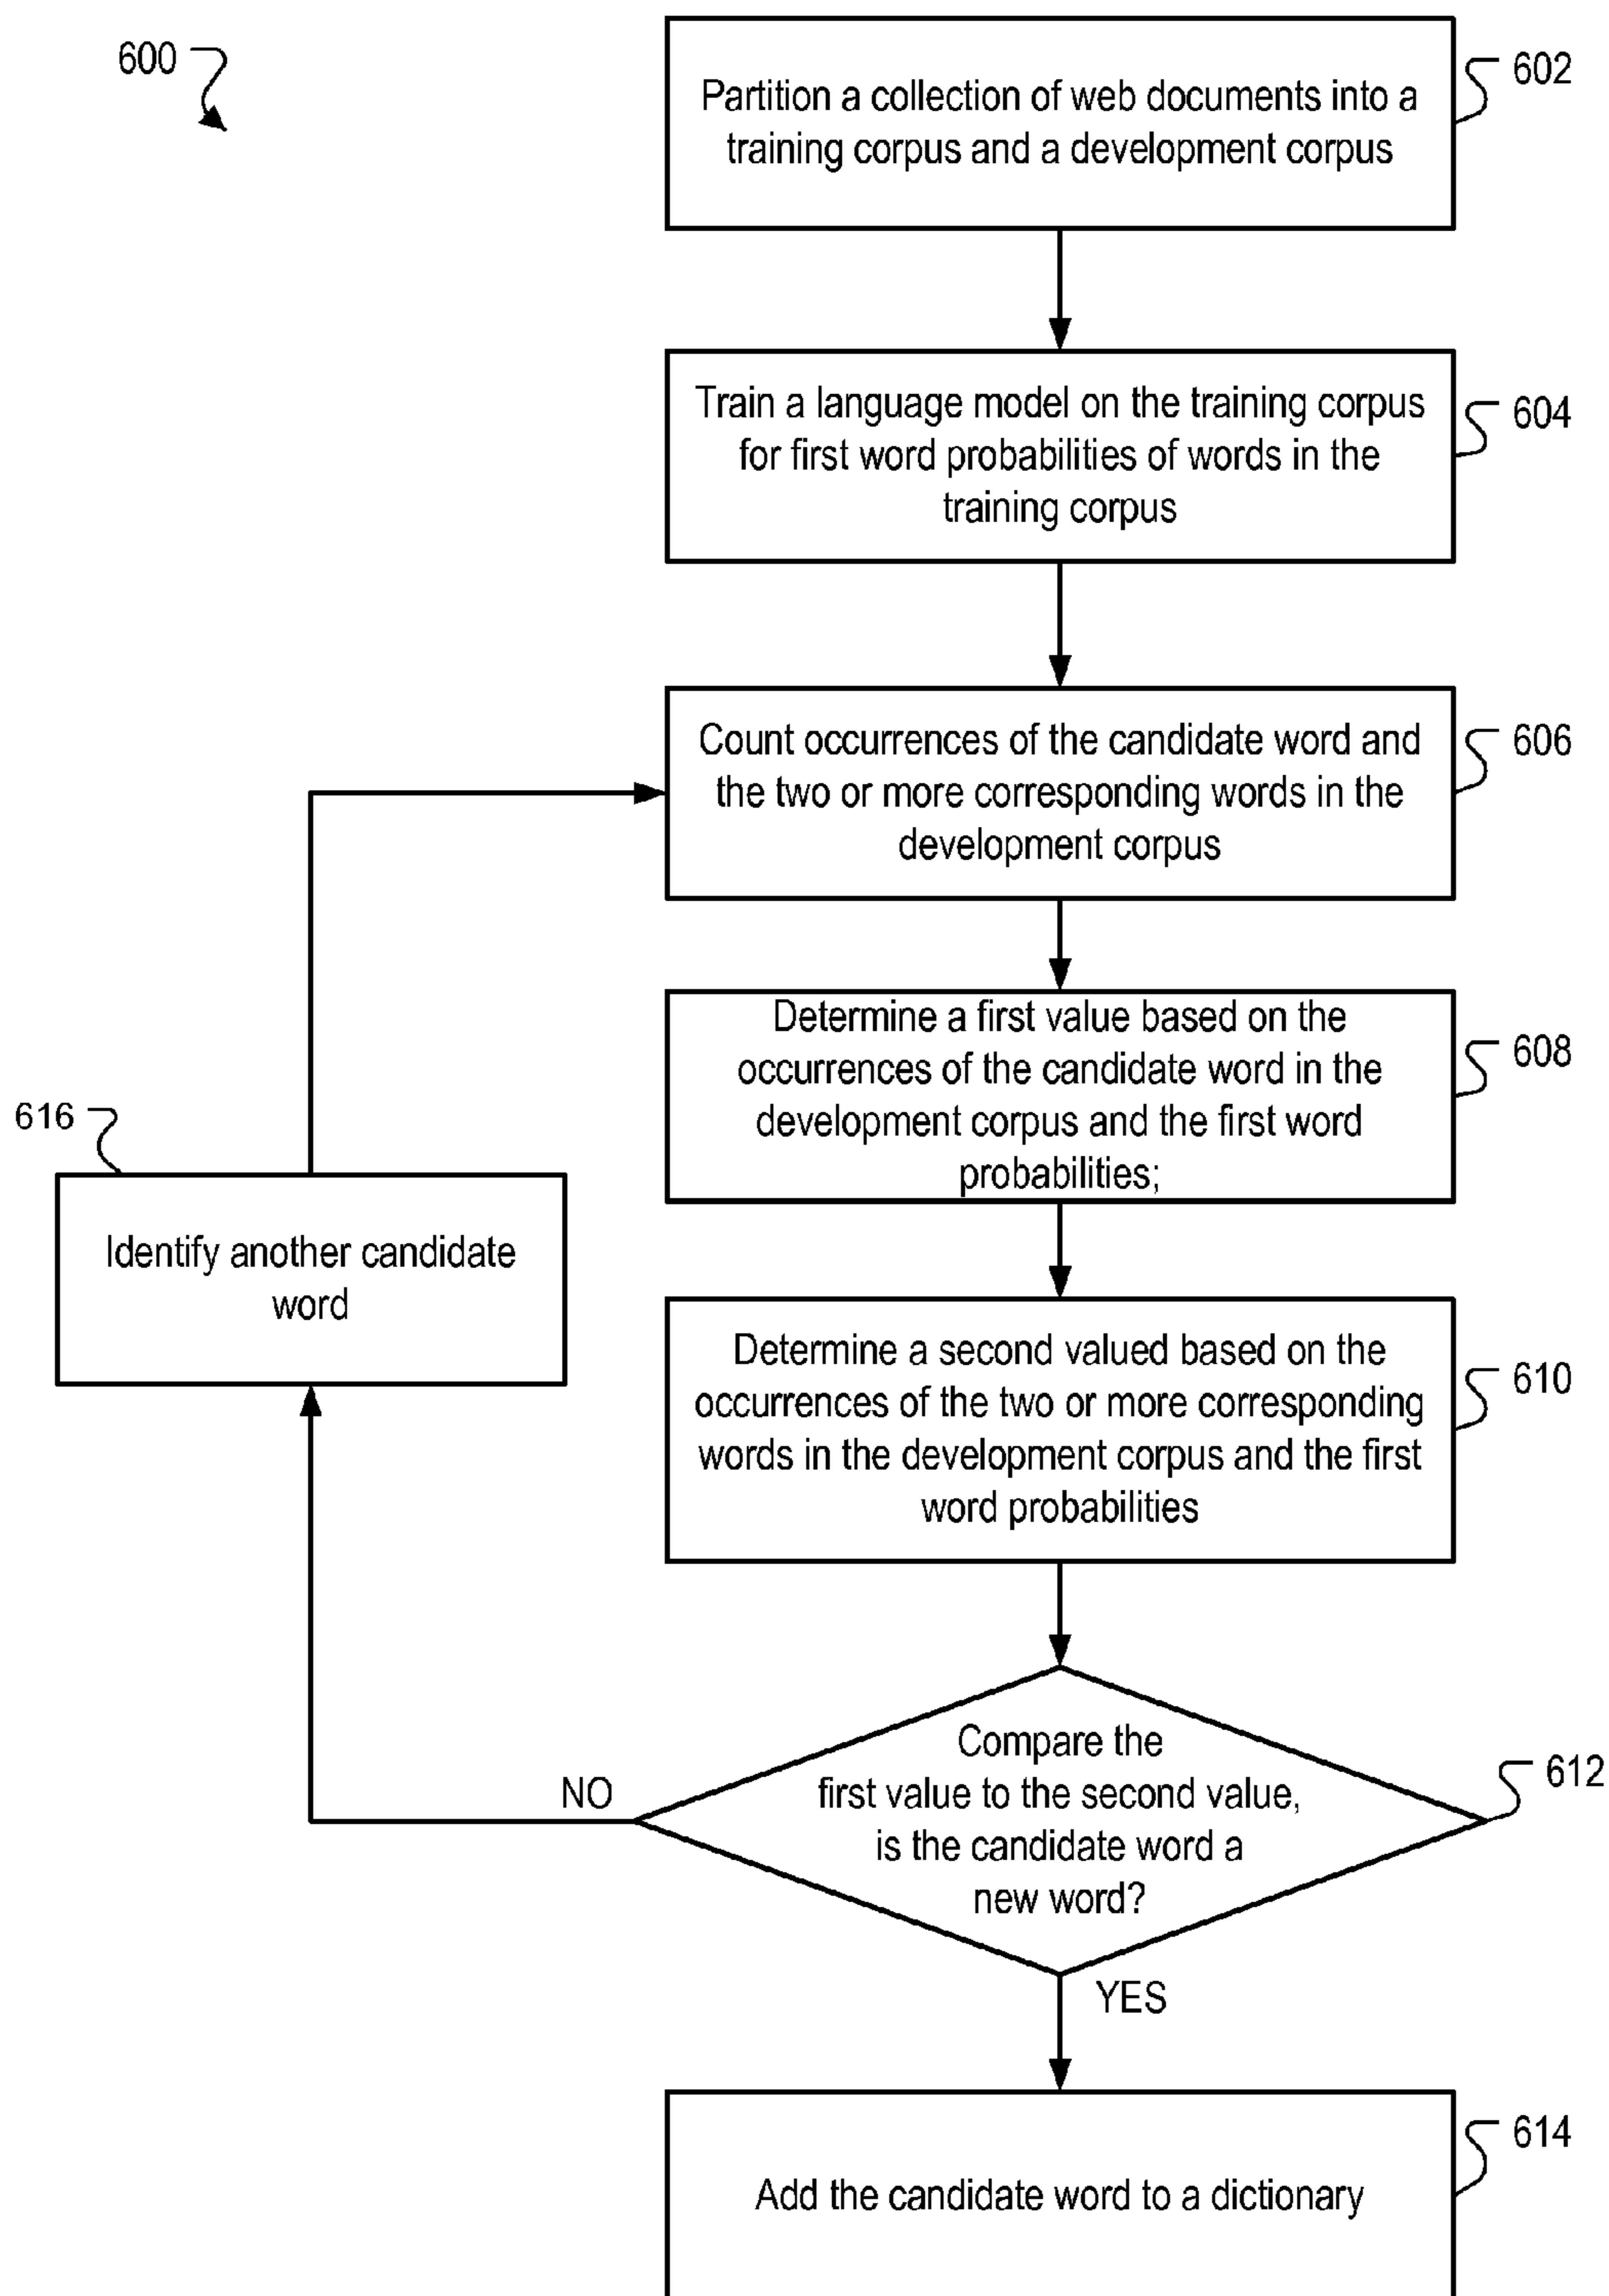 600
602
Partition a collection of web documents into a
training corpus and a development corpus
604
Train a language model on the training corpus
for first word probabilities of words in the
training corpus
606
Count occurrences of the candidate word and
the two or more corresponding words in the
development corpus
608
Determine a first value based on the
occurrences of the candidate word in the
development corpus and the first word
probabilities;
616
Identify another candidate
word
610
Determine a second valued based on the
occurrences of the two or more corresponding
words in the development corpus and the first
word probabilities
612
Compare the
first value to the second value,
is the candidate word a
new word?
NO
YES
614
Add the candidate word to a dictionary